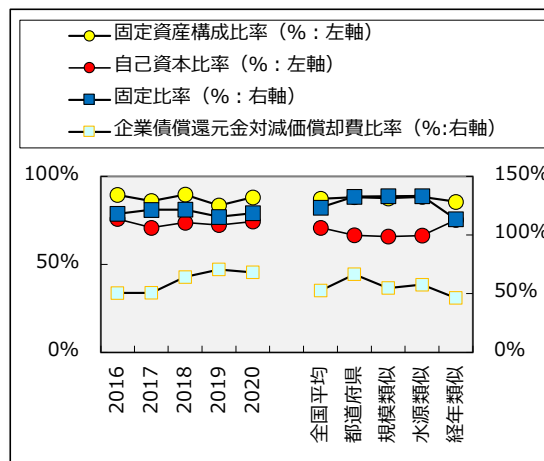 固定資産構成比率（%：左軸）
自己資本比率（%：左軸）
固定比率（%：右軸）
企業債償還元金対減価償却費比率（%:右軸）
100%
50%
0%
150%
100%
50%
0%
2016
2017
2018
2019
2020
全国平均
都道府県
規模類似
水源類似
経年類似